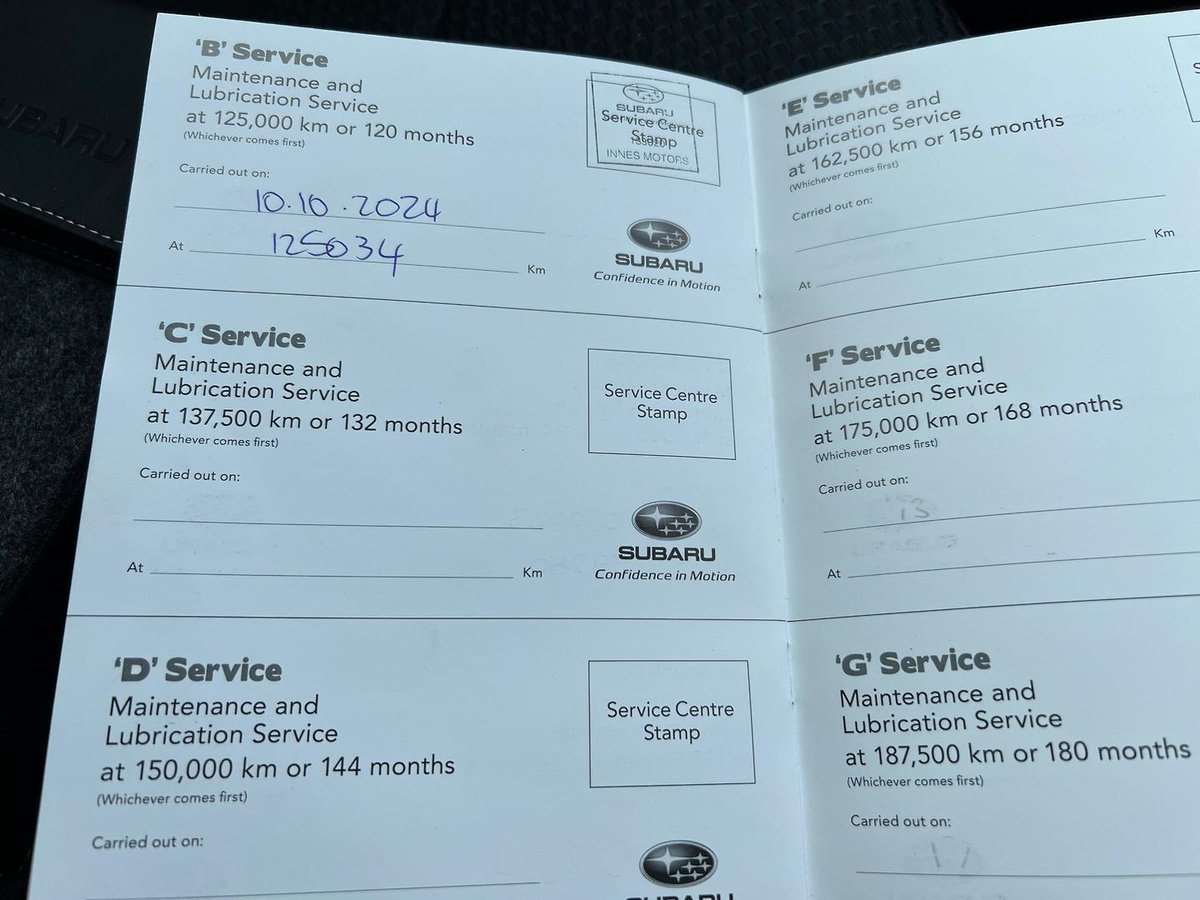 'B' Service
Maintenance and
Lubrication Service
at 125,000 km or 120 months
(Whichever comes first)
SUBARU
Service Centre
Stamp
INNES MOTORS
Carried out on:
10.10.2024
At 125034 Km
SUBARU
Confidence in Motion
'C' Service
Maintenance and
Lubrication Service
at 137,500 km or 132 months
(Whichever comes first)
Service Centre
Stamp
Carried out on:
At Km
SUBARU
Confidence in Motion
'D' Service
Maintenance and
Lubrication Service
at 150,000 km or 144 months
(Whichever comes first)
Service Centre
Stamp
Carried out on:
SUBARU
'E' Service
Maintenance and
Lubrication Service
at 162,500 km or 156 months
(Whichever comes first)
Carried out on:
At Km
'F' Service
Maintenance and
Lubrication Service
at 175,000 km or 168 months
(Whichever comes first)
Carried out on:
At
'G' Service
Maintenance and
Lubrication Service
at 187,500 km or 180 months
(Whichever comes first)
Carried out on:
SUBARU